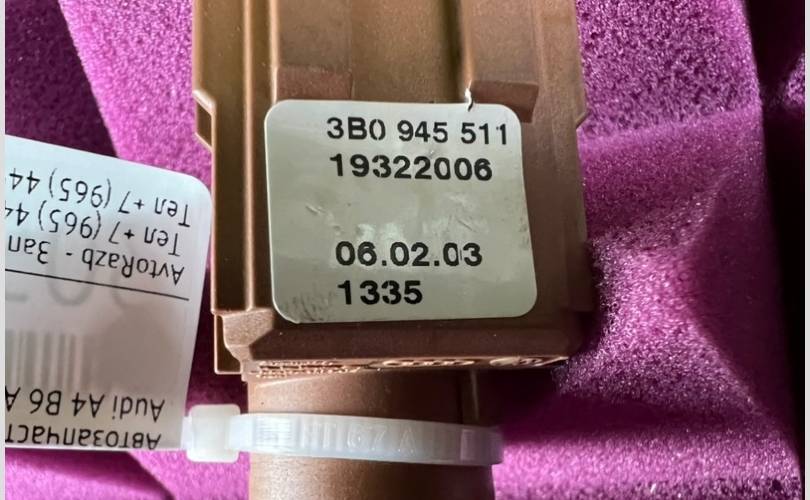 3B0 945 511
19322006
06.02.03
1335
Автозапчаст
Audi A4 B6 A
AvtoRazb - Зап
Тел +7 (965) 44
Тел +7 (965) 44